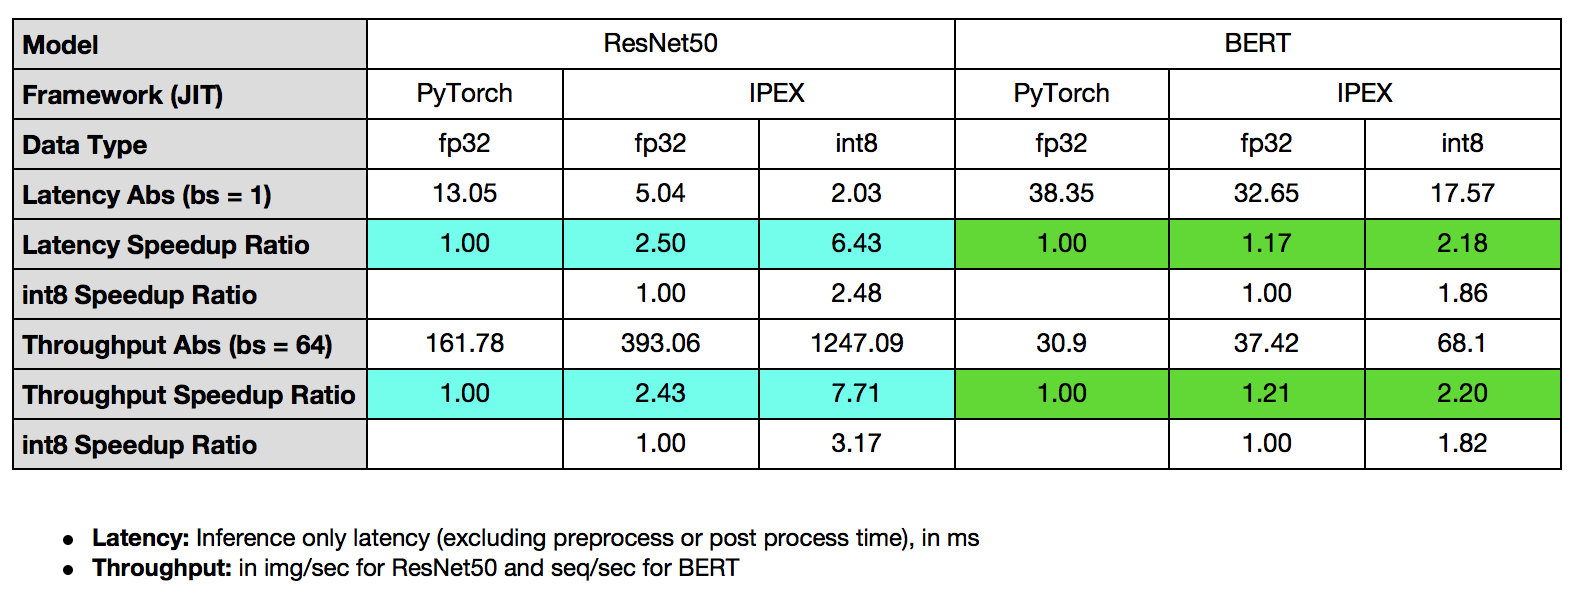 Model ResNet50 BERT
Framework (JIT) PyTorch IPEX PyTorch IPEX
Data Type fp32 fp32 int8 fp32 fp32 int8
Latency Abs (bs = 1) 13.05 5.04 2.03 38.35 32.65 17.57
Latency Speedup Ratio 1.00 2.50 6.43 1.00 1.17 2.18
int8 Speedup Ratio 1.00 2.48 1.00 1.86
Throughput Abs (bs = 64) 161.78 393.06 1247.09 30.9 37.42 68.1
Throughput Speedup Ratio 1.00 2.43 7.71 1.00 1.21 2.20
int8 Speedup Ratio 1.00 3.17 1.00 1.82
• Latency: Inference only latency (excluding preprocess or post process time), in ms
• Throughput: in img/sec for ResNet50 and seq/sec for BERT